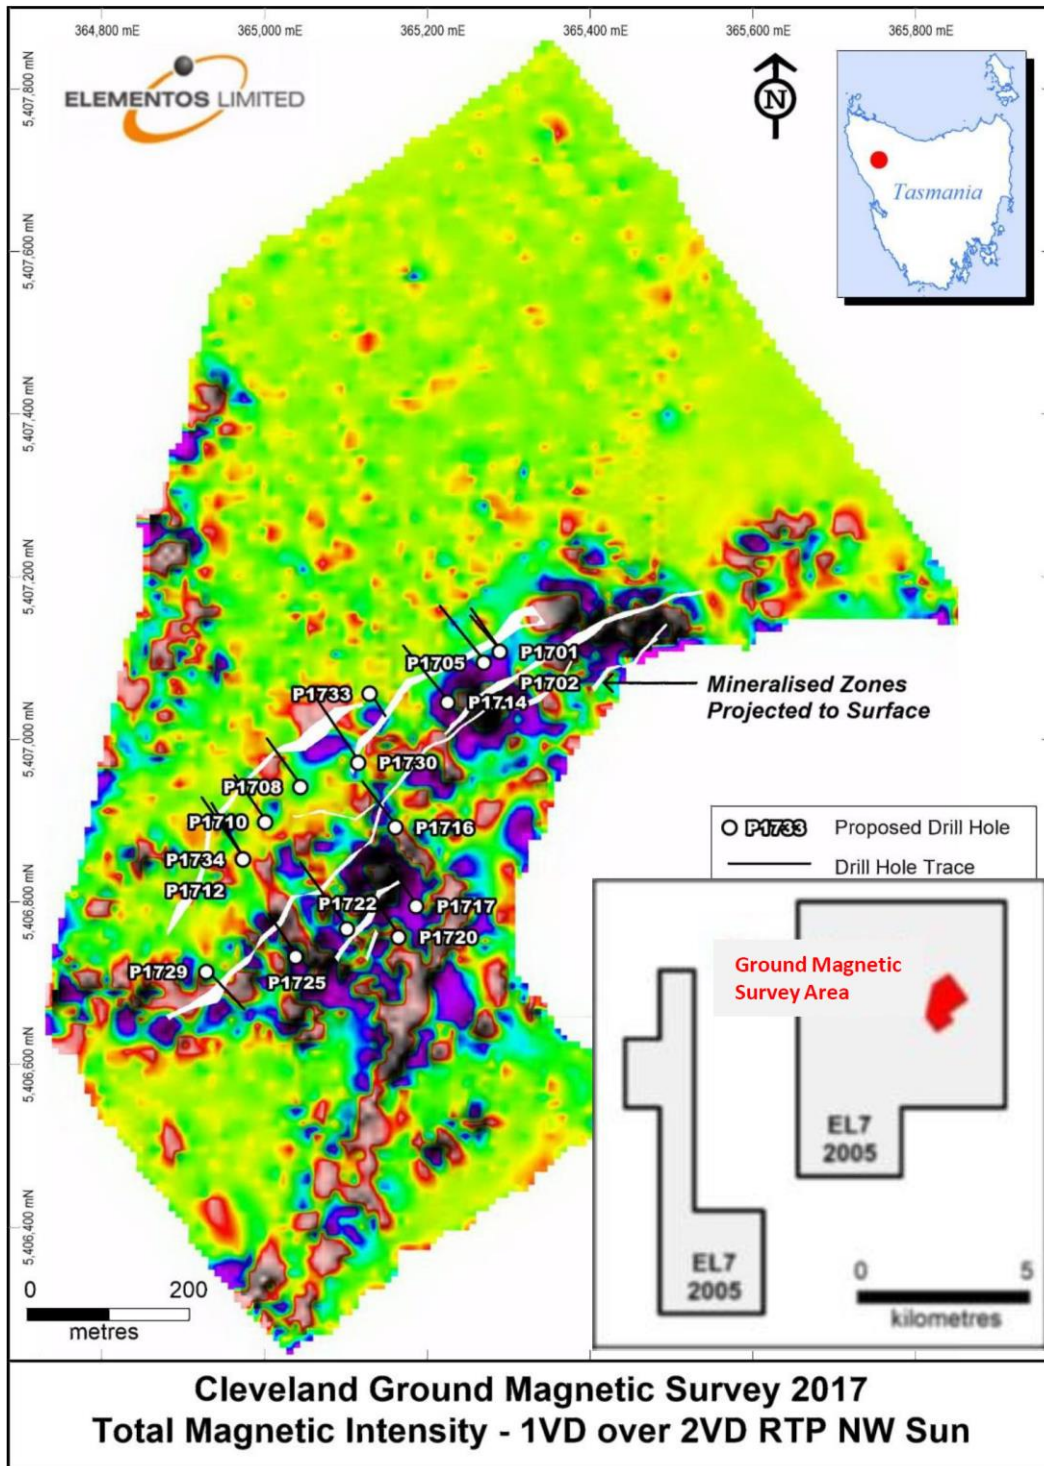 364,800 mE
365,000 mE
365,200 mE
365,400 mE
365,600 mE
365,800 mE
5,407,800 mN
5,407,600 mN
5,407,400 mN
5,407,200 mN
5,407,000 mN
5,406,800 mN
5,406,600 mN
5,406,400 mN
ELEMENTOS LIMITED
N
Tasmania
P1701
P1705
P1702
P1733
P1714
P1730
P1708
P1710
P1716
P1734
P1712
P1722
P1717
P1720
P1729
P1725
Mineralised Zones
Projected to Surface
P1733 Proposed Drill Hole
Drill Hole Trace
Ground Magnetic
Survey Area
EL7
2005
EL7
2005
0 5
kilometres
0 200
metres
Cleveland Ground Magnetic Survey 2017
Total Magnetic Intensity - 1VD over 2VD RTP NW Sun